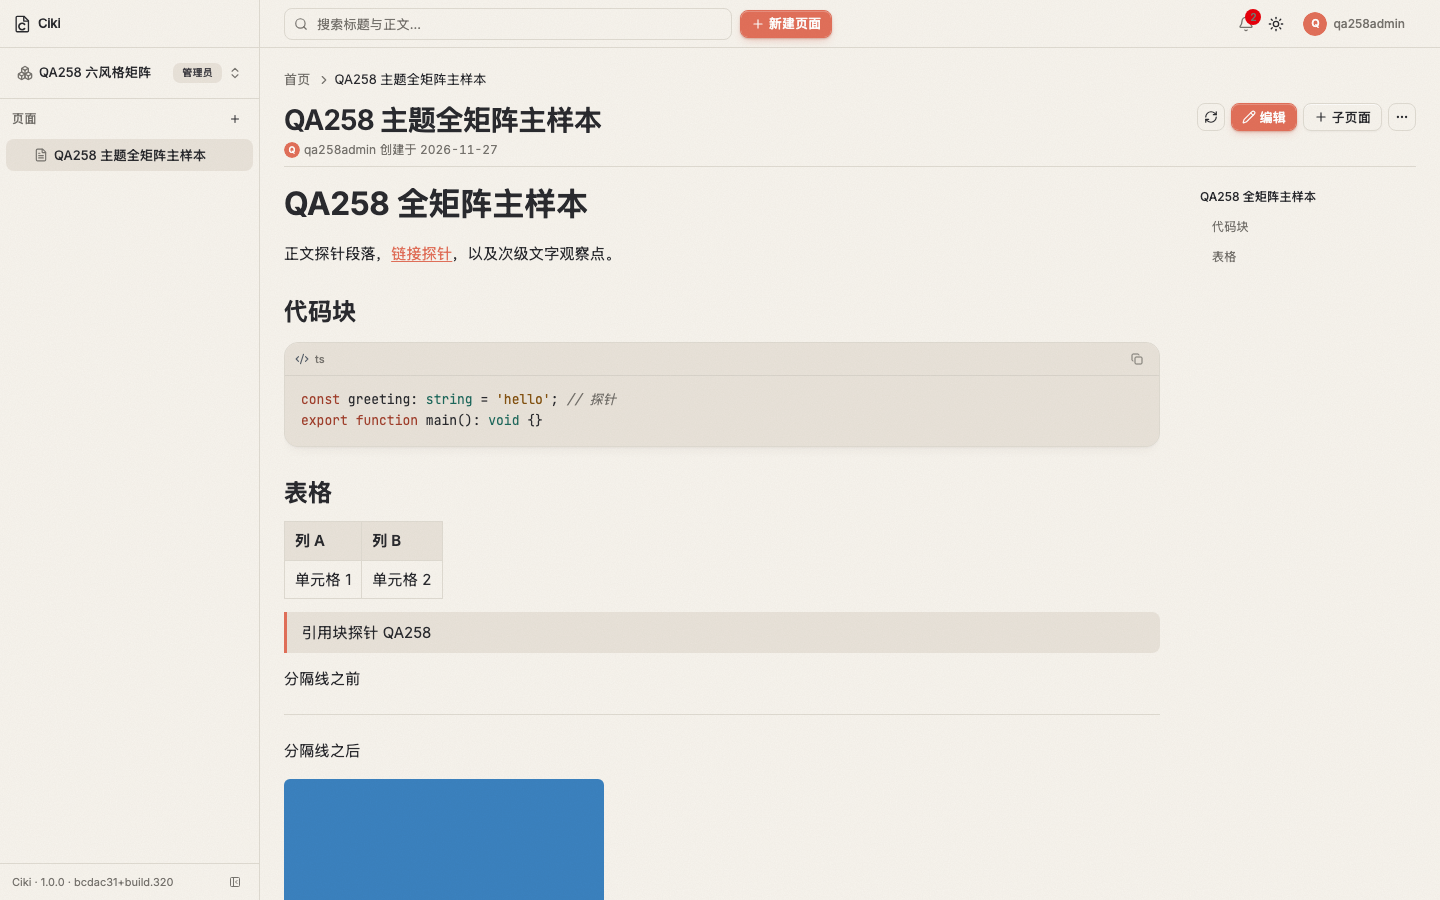 Ciki
搜索标题与正文...
新建页面
2
Q
qa258admin
QA258 六风格矩阵
管理员
页面
QA258 主题全矩阵主样本
首页
QA258 主题全矩阵主样本
QA258 主题全矩阵主样本
Q
qa258admin 创建于 2026-11-27
编辑
子页面
QA258 全矩阵主样本
正文探针段落，链接探针，以及次级文字观察点。
代码块
ts
const greeting: string = 'hello'; // 探针
export function main(): void {}
表格
列 A 列 B
单元格 1 单元格 2
引用块探针 QA258
分隔线之前
分隔线之后
QA258 全矩阵主样本
代码块
表格
Ciki · 1.0.0 · bcdac31+build.320